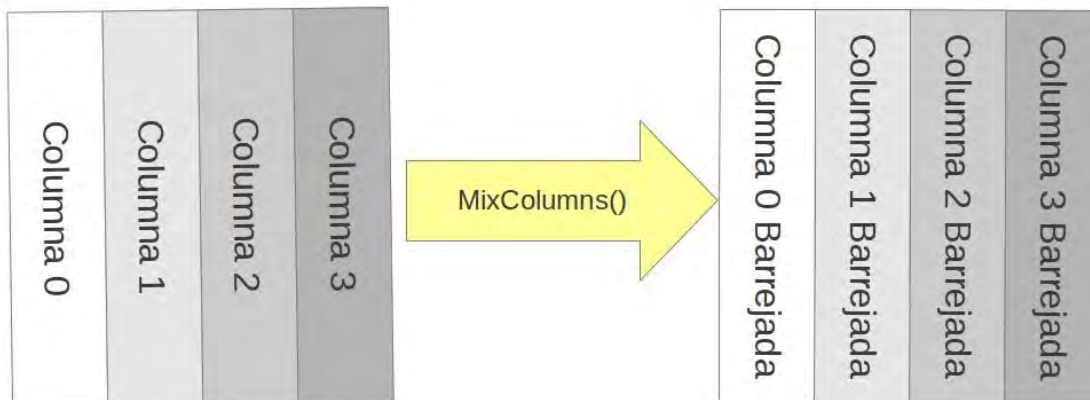 Columna 0
Columna 1
Columna 2
Columna 3
MixColumns()
Columna 0 Barrejada
Columna 1 Barrejada
Columna 2 Barrejada
Columna 3 Barrejada